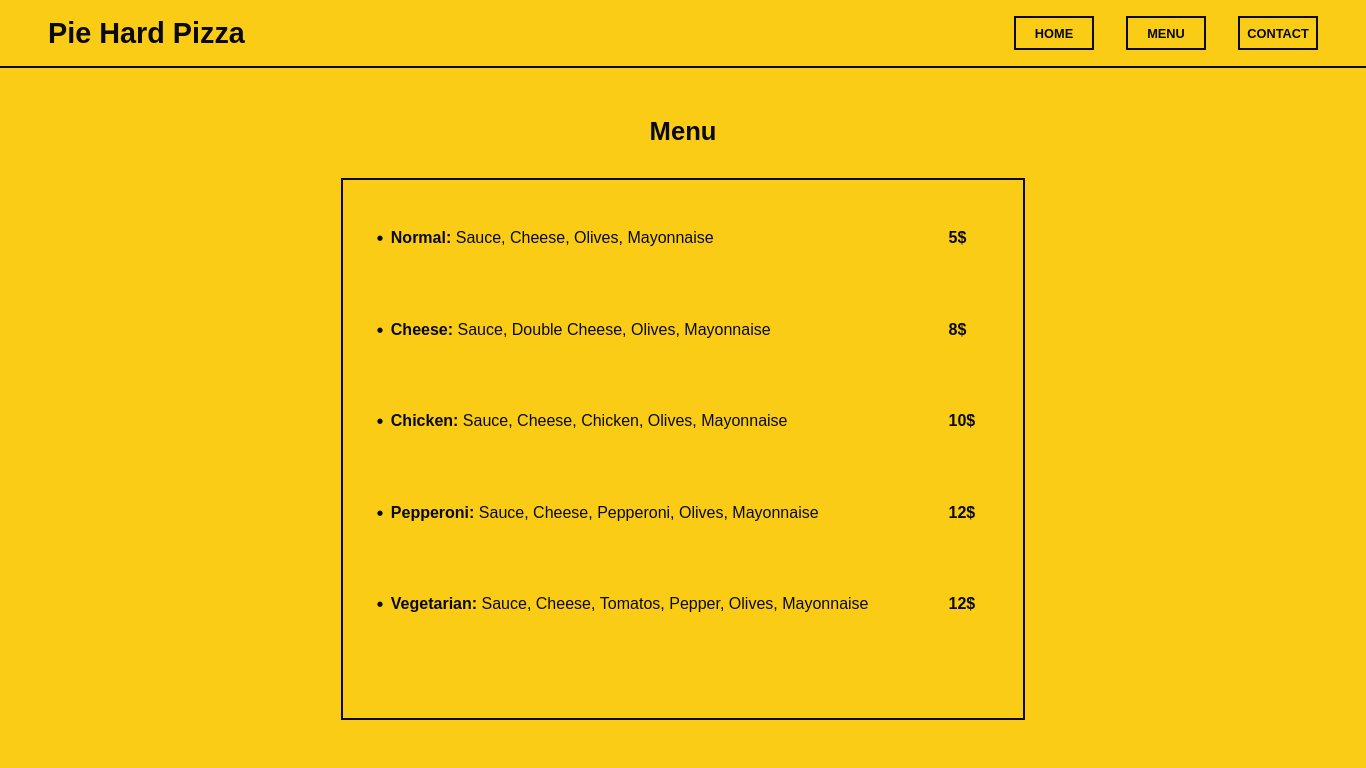 Pie Hard Pizza
HOME
MENU
CONTACT
Menu
• Normal: Sauce, Cheese, Olives, Mayonnaise 5$
• Cheese: Sauce, Double Cheese, Olives, Mayonnaise 8$
• Chicken: Sauce, Cheese, Chicken, Olives, Mayonnaise 10$
• Pepperoni: Sauce, Cheese, Pepperoni, Olives, Mayonnaise 12$
• Vegetarian: Sauce, Cheese, Tomatos, Pepper, Olives, Mayonnaise 12$